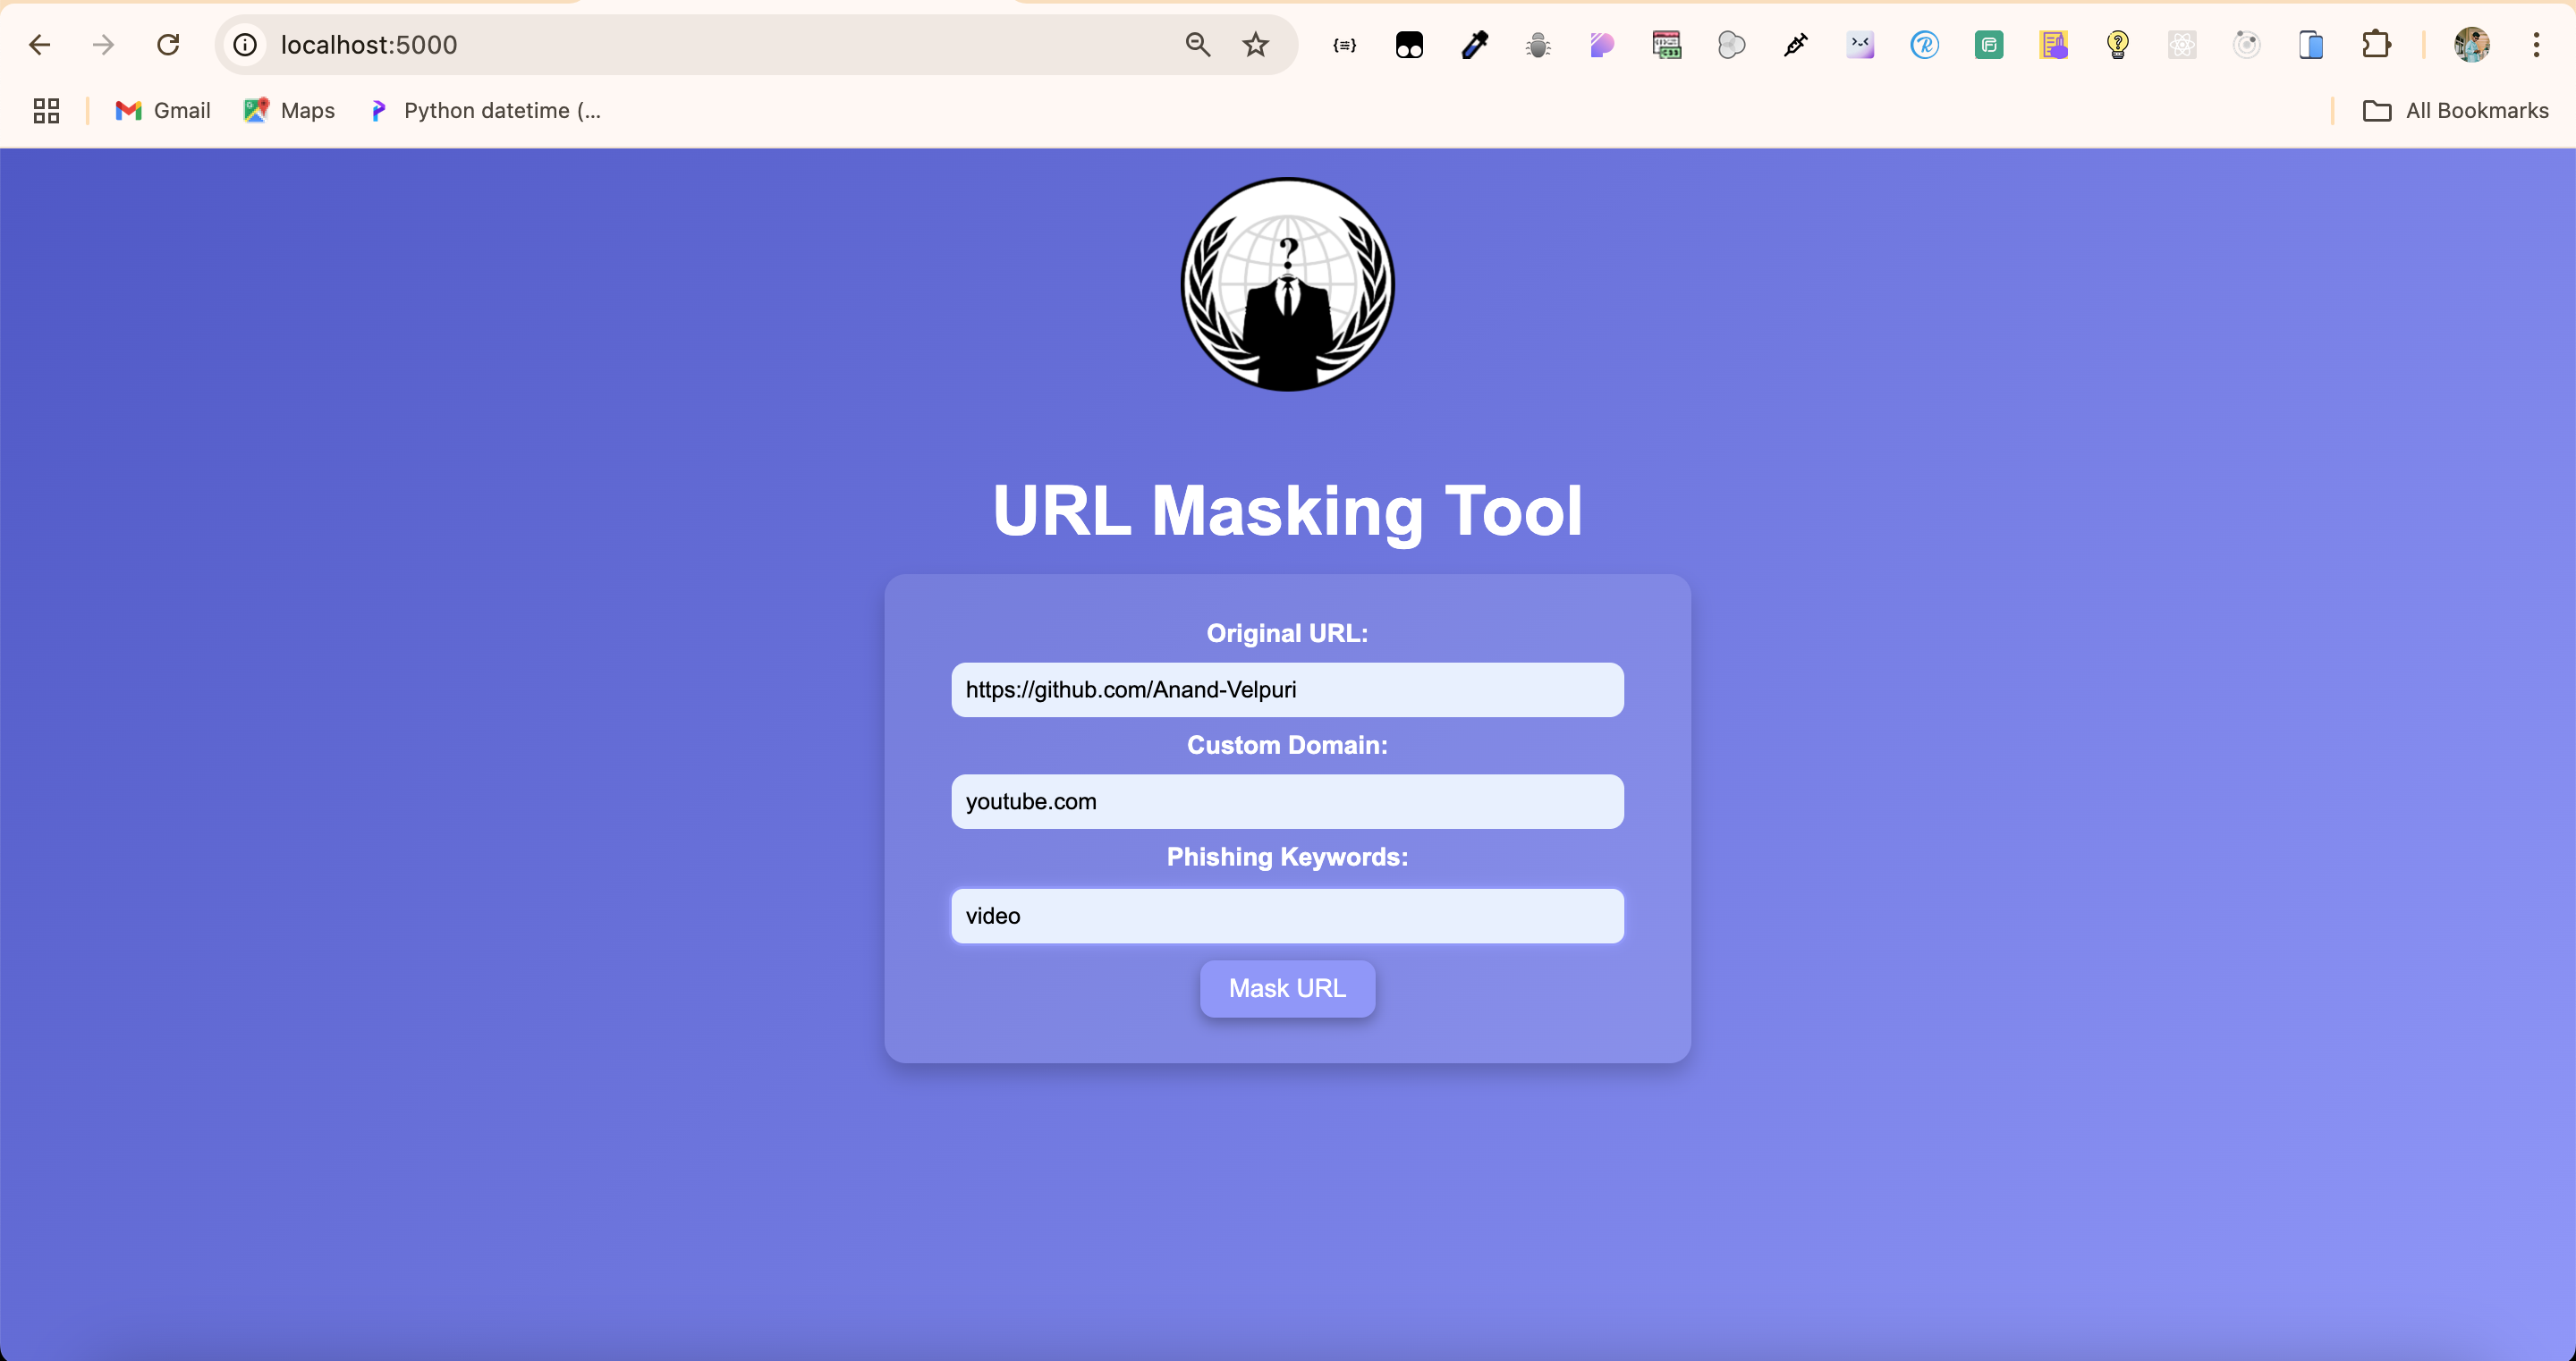 localhost:5000
Gmail
Maps
Python datetime (...
All Bookmarks
?
URL Masking Tool
Original URL:
https://github.com/Anand-Velpuri
Custom Domain:
youtube.com
Phishing Keywords:
video
Mask URL